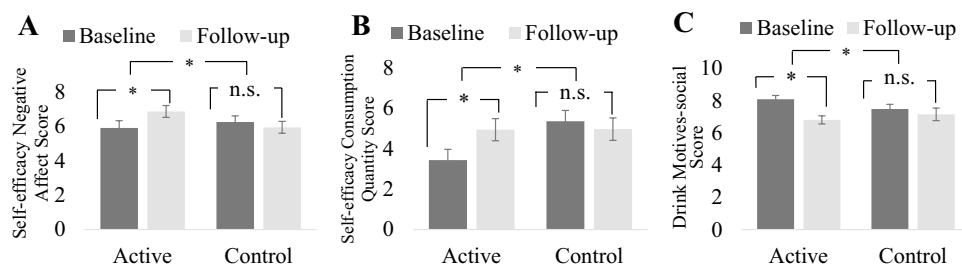 A
Baseline Follow-up
Self-efficacy Negative
Affect Score
8
6
4
2
0
*
*
n.s.
Active Control
B
Baseline Follow-up
Self-efficacy Consumption
Quantity Score
8
6
4
2
0
*
*
n.s.
Active Control
C
Baseline Follow-up
Drink Motives-social
Score
10
8
6
4
2
0
*
*
n.s.
Active Control